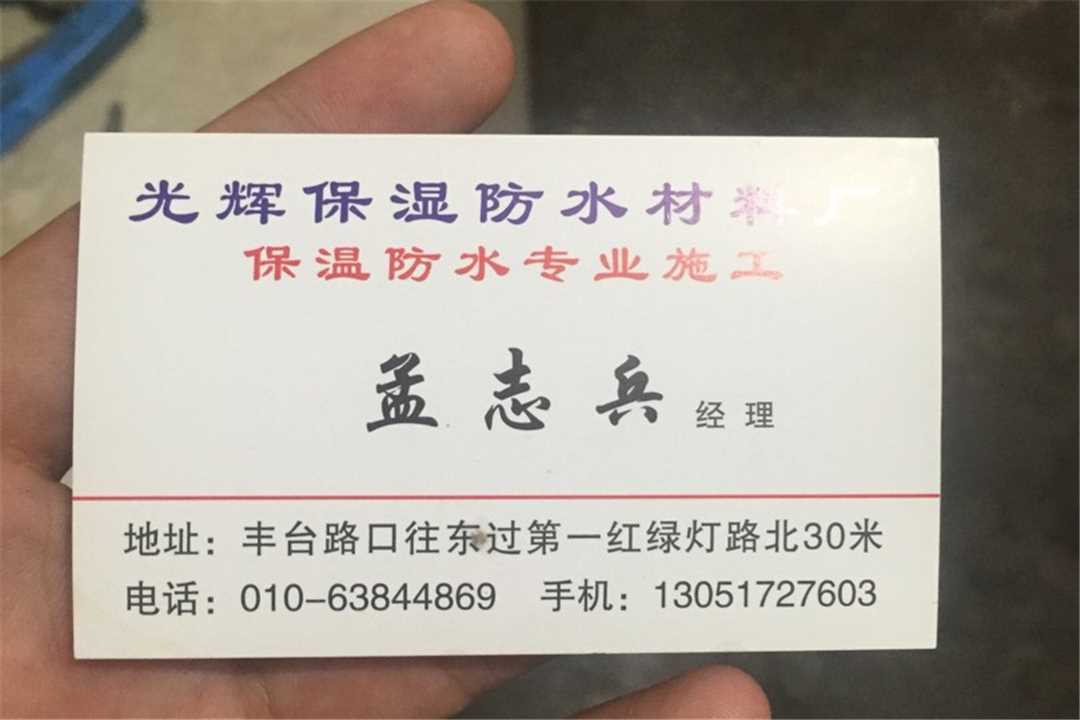 光辉保湿防水材料厂
保温防水专业施工
孟志兵 经理
地址：丰台路口往东过第一红绿灯路北30米
电话：010-63844869 手机：13051727603